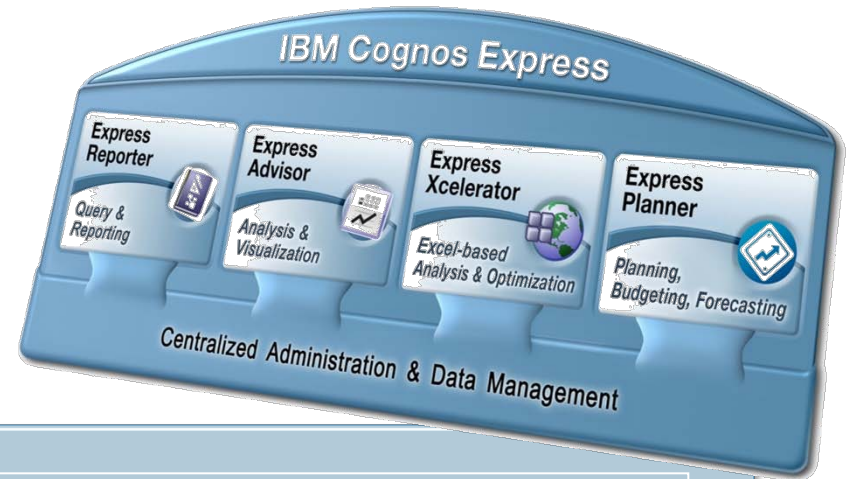 IBM Cognos Express
Express
Reporter
Query &
Reporting
Express
Advisor
Analysis &
Visualization
Express
Xcelerator
Excel-based
Analysis & Optimization
Express
Planner
Planning,
Budgeting, Forecasting
Centralized Administration & Data Management